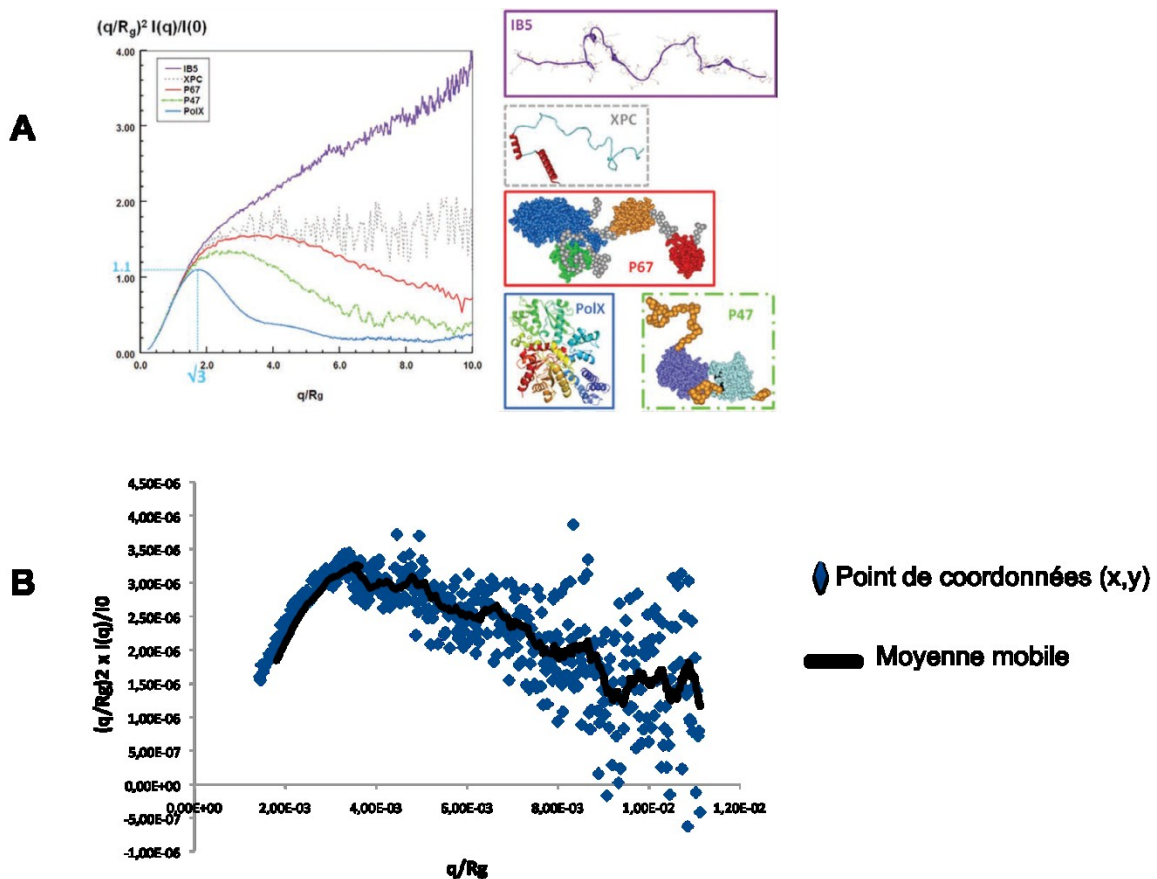 A
(q/Rg)² I(q)/I(0)
4.00
3.00
2.00
1.1
1.00
0.00
IB5
XPC
P67
P47
PolX
√3
2.0
4.0
6.0
8.0
10.0
q/Rg
IB5
XPC
P67
PolX
P47
B
(q/Rg)2 x I(q)/I0
4,50E-06
4,00E-06
3,50E-06
3,00E-06
2,50E-06
2,00E-06
1,50E-06
1,00E-06
5,00E-07
0,00E+00
-5,00E-07
-1,00E-06
0,00E+00
2,00E-03
4,00E-03
6,00E-03
8,00E-03
1,00E-02
1,20E-02
q/Rg
Point de coordonnées (x,y)
Moyenne mobile